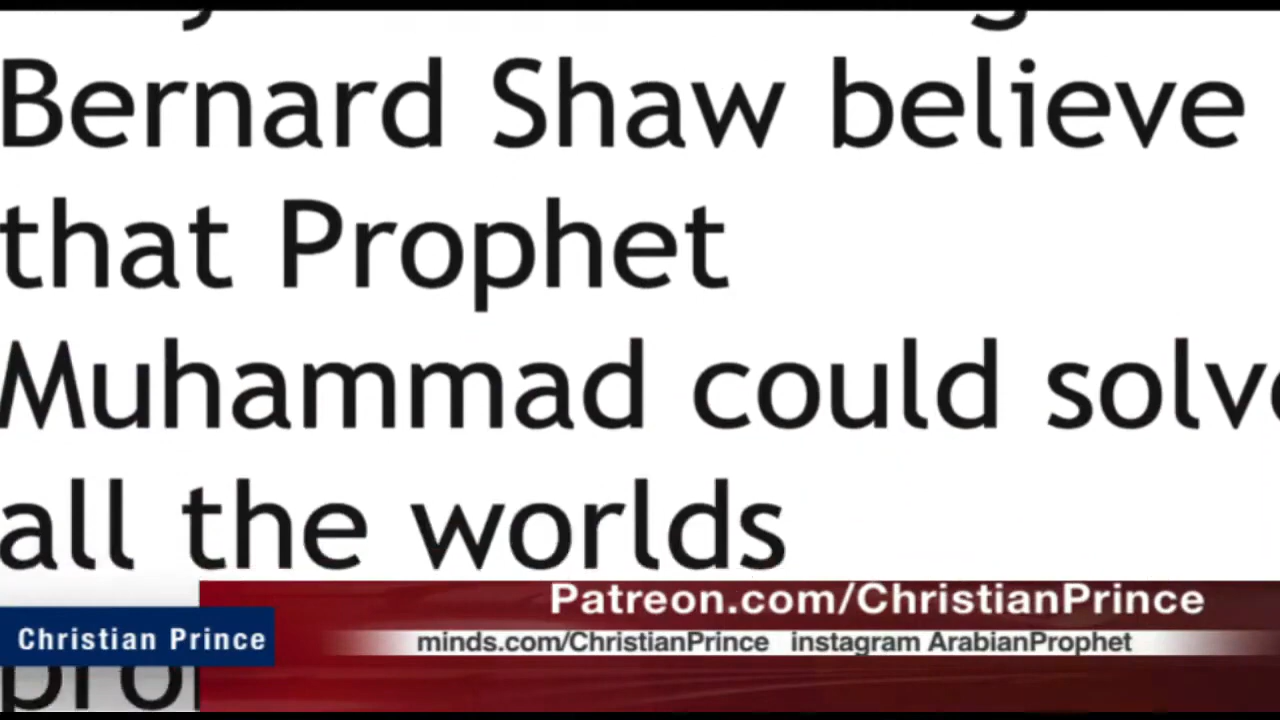 Bernard Shaw believe
that Prophet
Muhammad could solve
all the worlds
Patreon.com/ChristianPrince
Christian Prince
minds.com/ChristianPrince instagram ArabianProphet